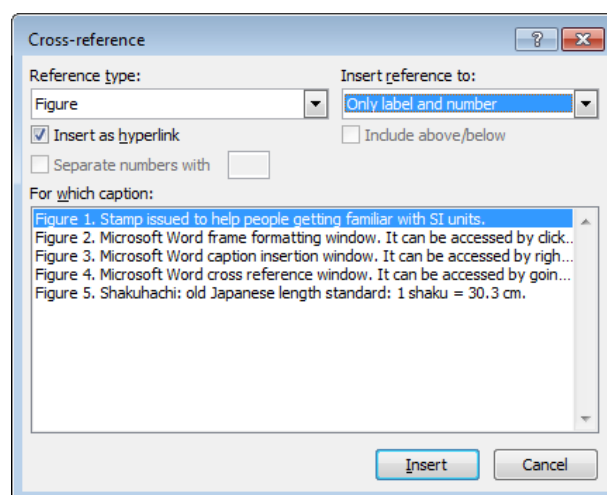 Cross-reference
Reference type:
Insert reference to:
Figure
Only label and number
Insert as hyperlink
Include above/below
Separate numbers with
For which caption:
Figure 1. Stamp issued to help people getting familiar with SI units.
Figure 2. Microsoft Word frame formatting window. It can be accessed by click...
Figure 3. Microsoft Word caption insertion window. It can be accessed by righ...
Figure 4. Microsoft Word cross reference window. It can be accessed by goin...
Figure 5. Shakuhachi: old Japanese length standard: 1 shaku = 30.3 cm.
Insert
Cancel